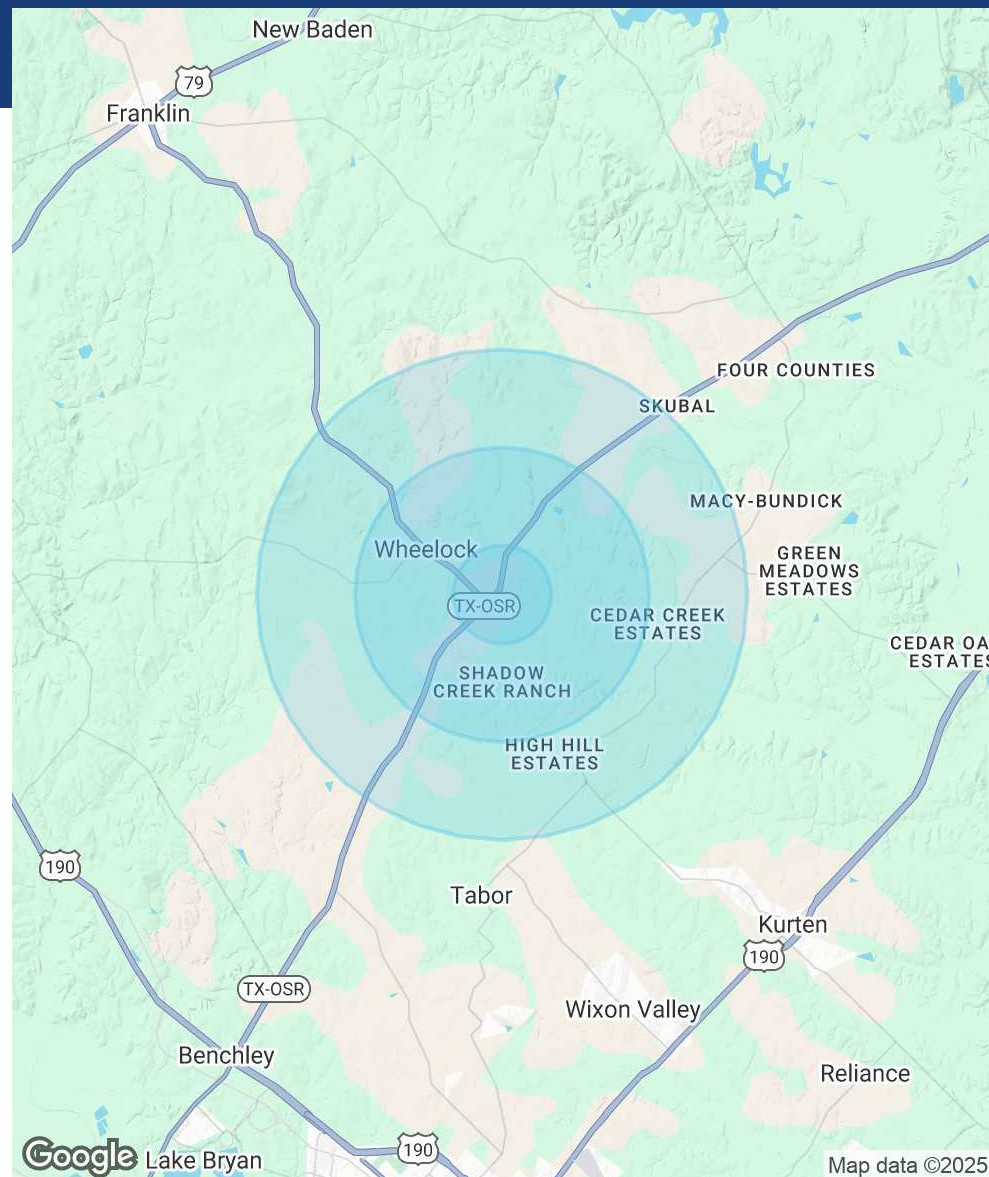 New Baden
79
Franklin
FOUR COUNTIES
SKUBAL
MACY-BUNDICK
Wheelock
GREEN
MEADOWS
ESTATES
TX-OSR
CEDAR CREEK
ESTATES
CEDAR OA
ESTATES
SHADOW
CREEK RANCH
HIGH HILL
ESTATES
190
Tabor
Kurten
190
TX-OSR
Wixon Valley
Benchley
Reliance
190
Google
Lake Bryan
Map data ©2025